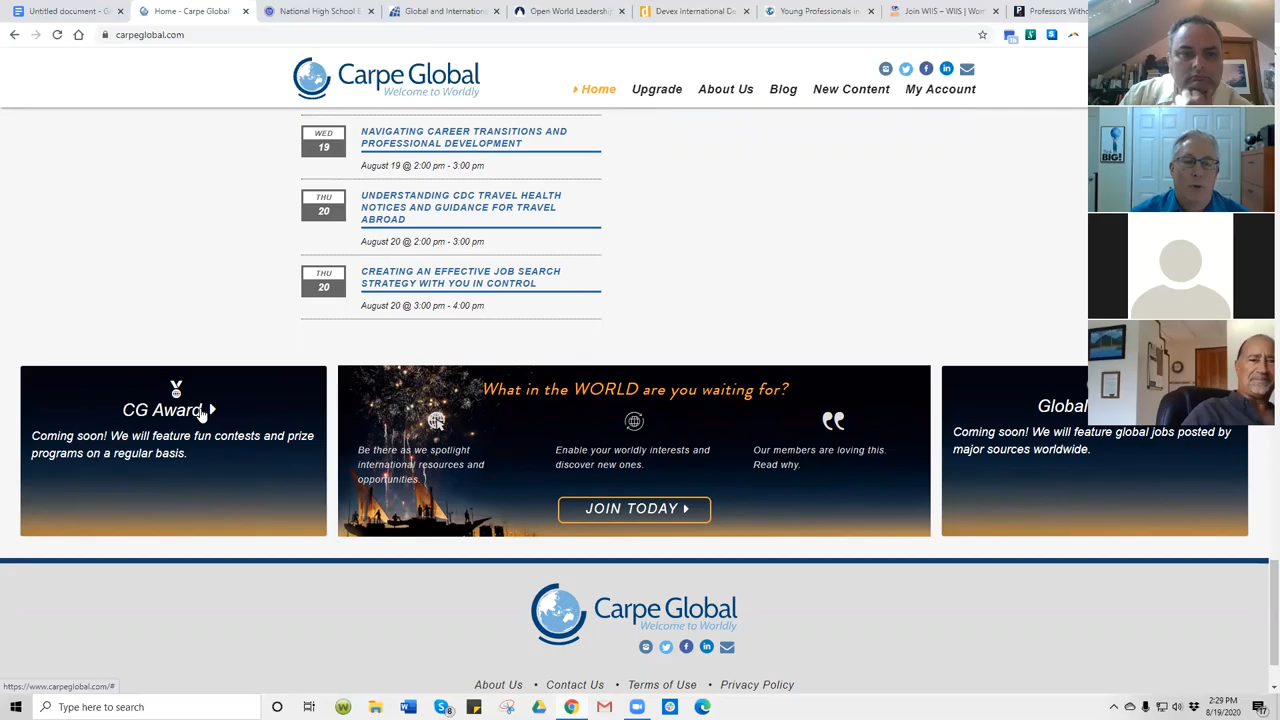 Untitled document
Home - Carpe Global
National High School E
Global and Internation
Open World Leadership
Devex International De
Young Professionals in
Join WIIS – WIIS | Wom
Professors Witho
carpeglobal.com
Carpe Global
Welcome to Worldly
Home
Upgrade
About Us
Blog
New Content
My Account
WED
19
NAVIGATING CAREER TRANSITIONS AND
PROFESSIONAL DEVELOPMENT
August 19 @ 2:00 pm - 3:00 pm
THU
20
UNDERSTANDING CDC TRAVEL HEALTH
NOTICES AND GUIDANCE FOR TRAVEL
ABROAD
August 20 @ 2:00 pm - 3:00 pm
THU
20
CREATING AN EFFECTIVE JOB SEARCH
STRATEGY WITH YOU IN CONTROL
August 20 @ 3:00 pm - 4:00 pm
CG Award
Coming soon! We will feature fun contests and prize
programs on a regular basis.
What in the WORLD are you waiting for?
Be there as we spotlight
international resources and
opportunities.
Enable your worldly interests and
discover new ones.
Our members are loving this.
Read why.
JOIN TODAY
Global
Coming soon! We will feature global jobs posted by
major sources worldwide.
BIG!
Carpe Global
Welcome to Worldly
About Us • Contact Us • Terms of Use • Privacy Policy
https://www.carpeglobal.com/#
Type here to search
2:29 PM
8/19/2020
17